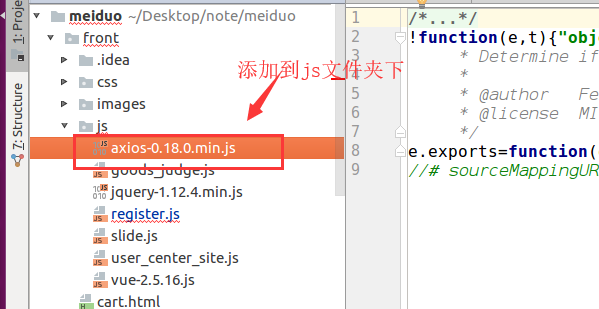 1: Project
7: Structure
meiduo ~/Desktop/note/meiduo
front
.idea
css
images
js
axios-0.18.0.min.js
goods_judge.js
jquery-1.12.4.min.js
register.js
slide.js
user_center_site.js
vue-2.5.16.js
cart.html
添加到js文件夹下
1 /*...*/
2 !function(e,t){"obj
3 * Determine if
4 *
5 * @author Fe
6 * @license MI
7 */
8 e.exports=function(
9 //# sourceMappingUR